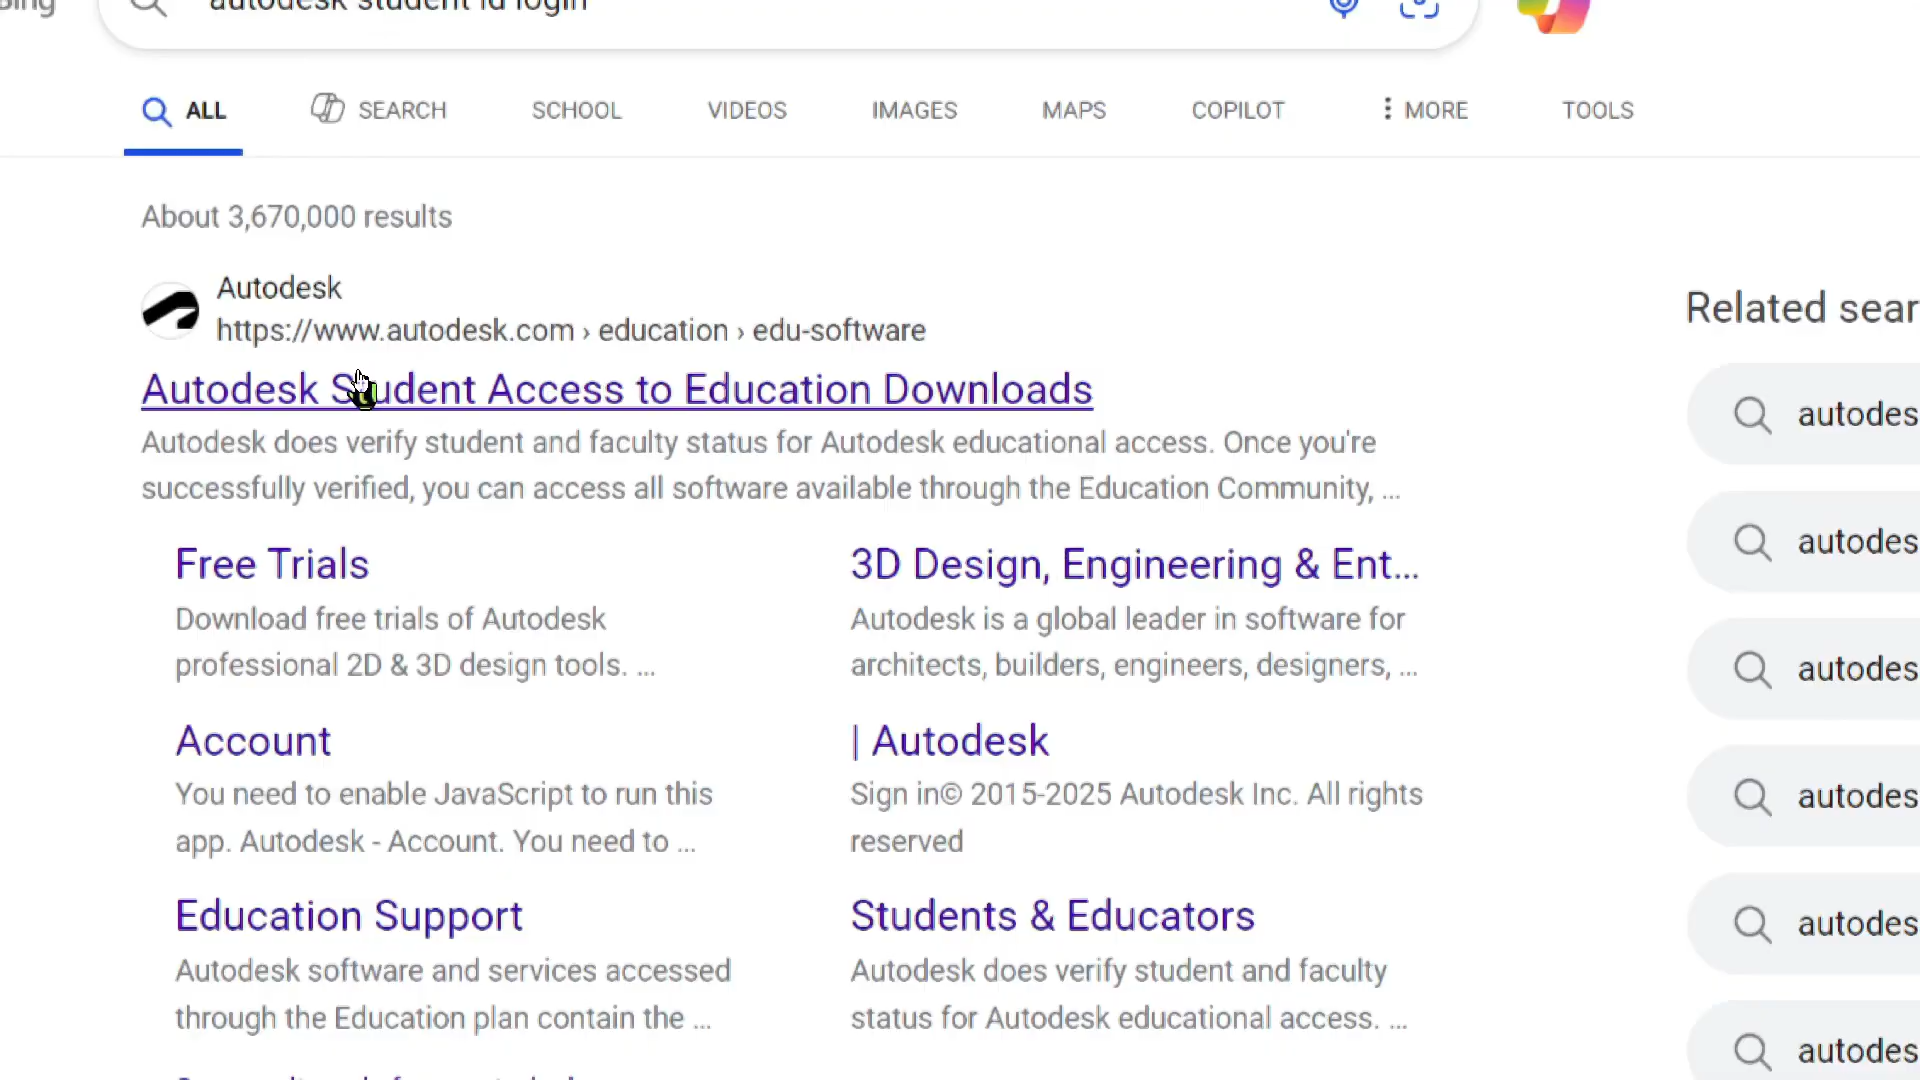 Bing
autodesk student id login
ALL SEARCH SCHOOL VIDEOS IMAGES MAPS COPILOT MORE TOOLS
About 3,670,000 results
Autodesk
https://www.autodesk.com › education › edu-software
Autodesk Student Access to Education Downloads
Autodesk does verify student and faculty status for Autodesk educational access. Once you're
successfully verified, you can access all software available through the Education Community, ...
Free Trials
Download free trials of Autodesk
professional 2D & 3D design tools. ...
3D Design, Engineering & Ent...
Autodesk is a global leader in software for
architects, builders, engineers, designers, ...
Account
You need to enable JavaScript to run this
app. Autodesk - Account. You need to ...
| Autodesk
Sign in© 2015-2025 Autodesk Inc. All rights
reserved
Education Support
Autodesk software and services accessed
through the Education plan contain the ...
Students & Educators
Autodesk does verify student and faculty
status for Autodesk educational access. ...
Related sear
autodes
autodes
autodes
autodes
autodes
autodes